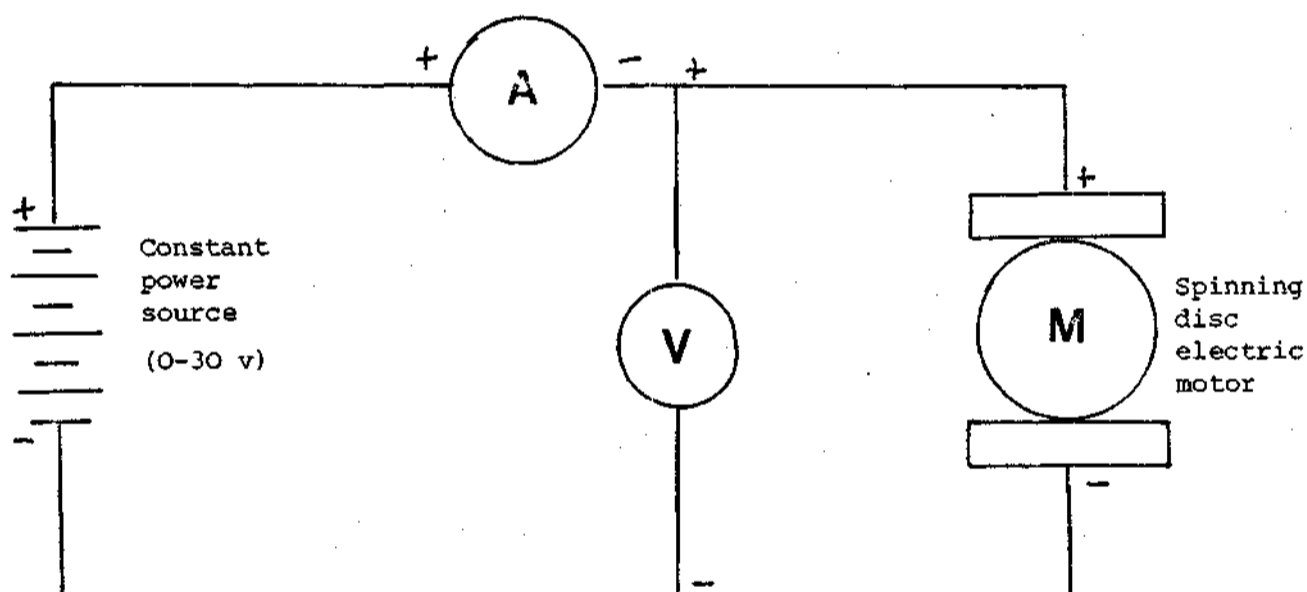 +
A
-
+
+
+
Constant
power
source
(0-30 v)
V
M
Spinning
disc
electric
motor
-
-
-